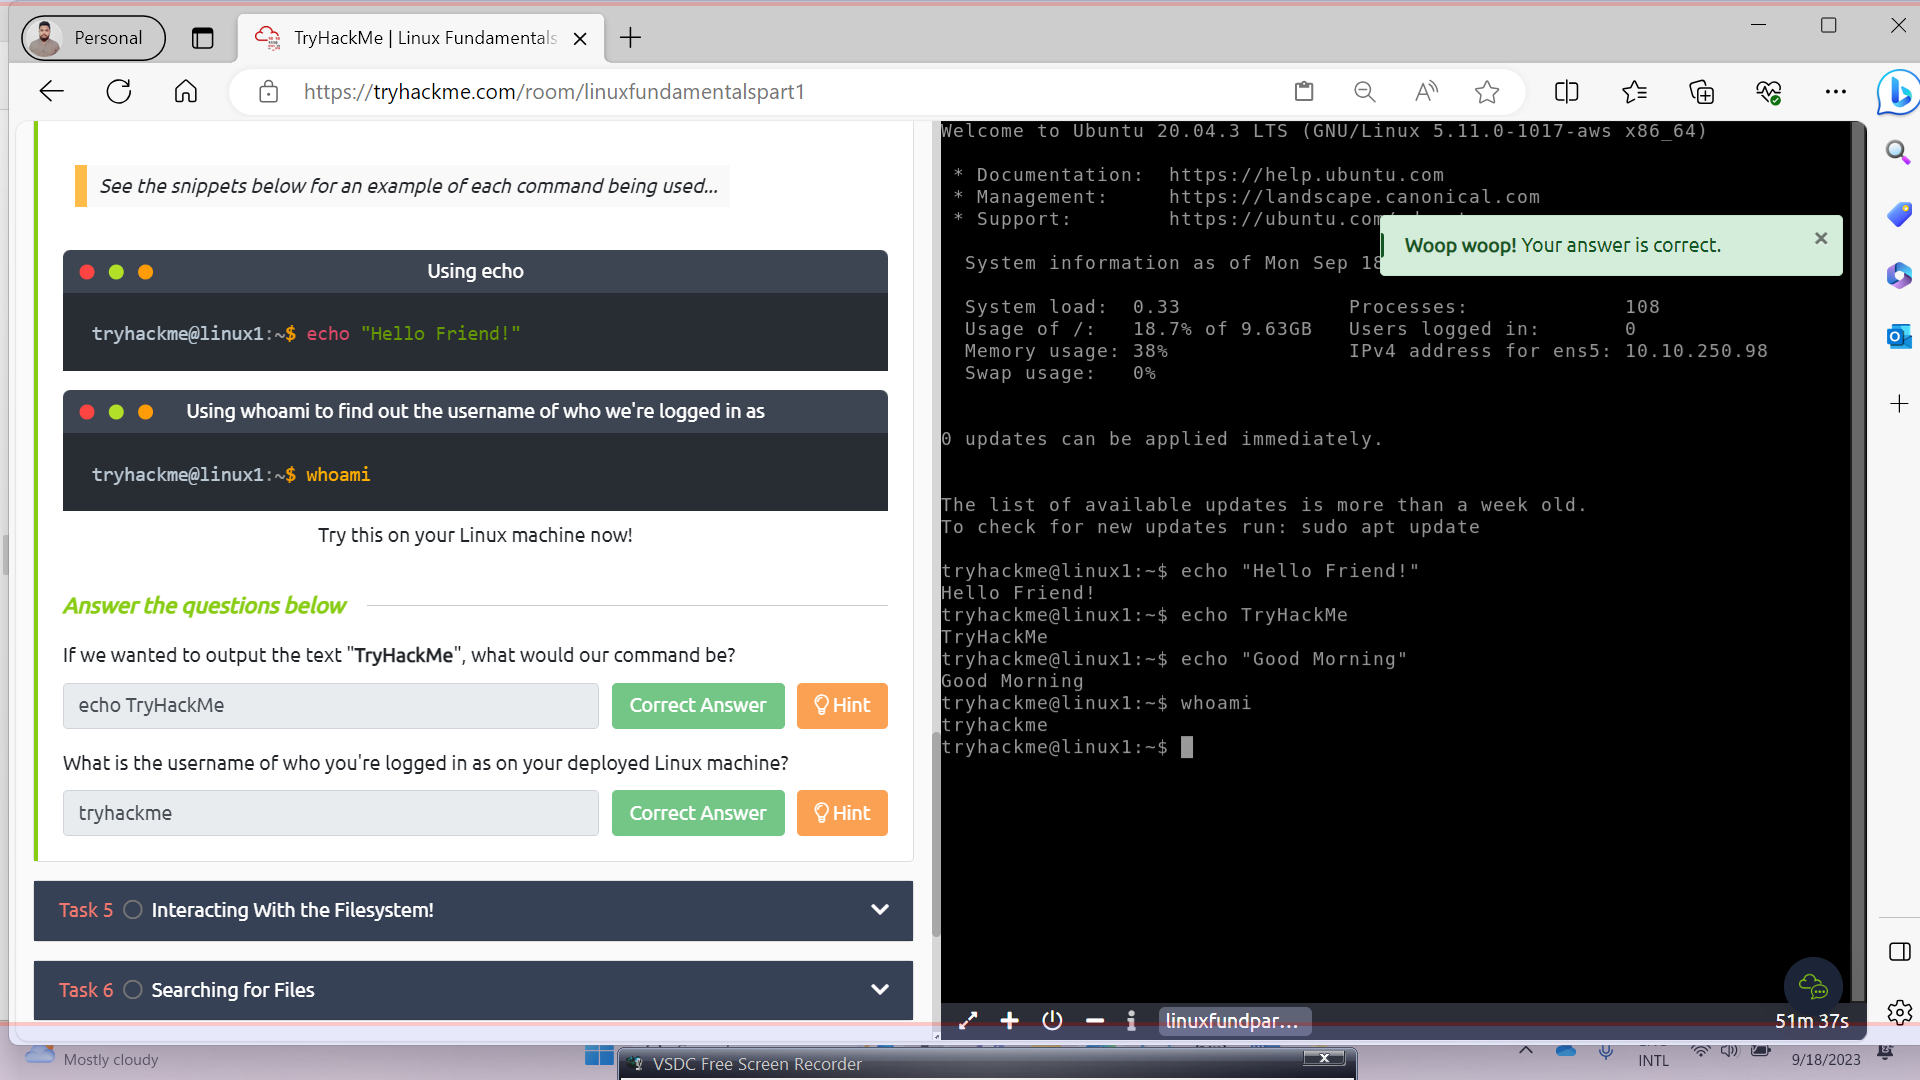 Personal
TryHackMe | Linux Fundamentals
https://tryhackme.com/room/linuxfundamentalspart1
See the snippets below for an example of each command being used...
Using echo
tryhackme@linux1:~$ echo "Hello Friend!"
Using whoami to find out the username of who we're logged in as
tryhackme@linux1:~$ whoami
Try this on your Linux machine now!
Answer the questions below
If we wanted to output the text "TryHackMe", what would our command be?
echo TryHackMe
Correct Answer
Hint
What is the username of who you're logged in as on your deployed Linux machine?
tryhackme
Correct Answer
Hint
Task 5 Interacting With the Filesystem!
Task 6 Searching for Files
Welcome to Ubuntu 20.04.3 LTS (GNU/Linux 5.11.0-1017-aws x86_64)
* Documentation: https://help.ubuntu.com
* Management: https://landscape.canonical.com
* Support: https://ubuntu.com/
Woop woop! Your answer is correct.
×
System information as of Mon Sep 18
System load: 0.33 Processes: 108
Usage of /: 18.7% of 9.63GB Users logged in: 0
Memory usage: 38% IPv4 address for ens5: 10.10.250.98
Swap usage: 0%
0 updates can be applied immediately.
The list of available updates is more than a week old.
To check for new updates run: sudo apt update
tryhackme@linux1:~$ echo "Hello Friend!"
Hello Friend!
tryhackme@linux1:~$ echo TryHackMe
TryHackMe
tryhackme@linux1:~$ echo "Good Morning"
Good Morning
tryhackme@linux1:~$ whoami
tryhackme
tryhackme@linux1:~$
linuxfundpar...
51m 37s
Mostly cloudy
VSDC Free Screen Recorder
INTL
9/18/2023